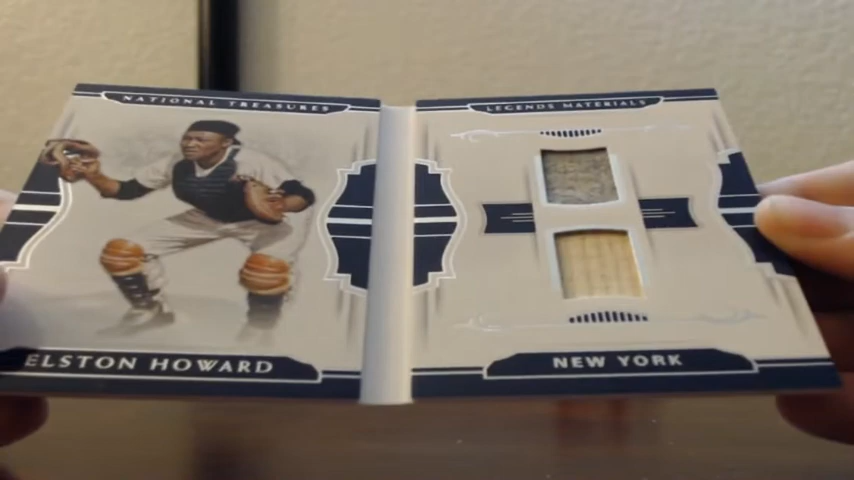 NATIONAL TREASURES
LEGENDS MATERIALS
ELSTON HOWARD
NEW YORK